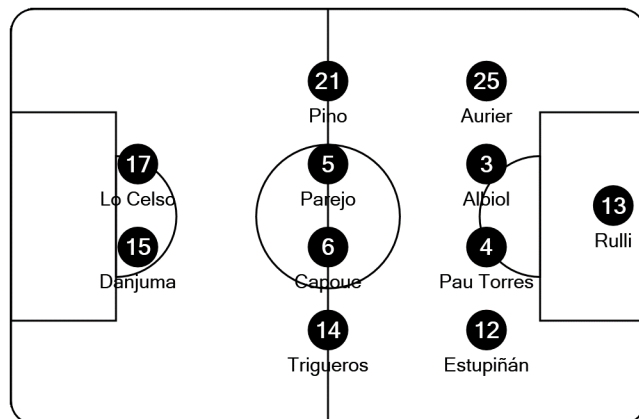 21
Pino
25
Aurier
17
Lo Celso
5
Parejo
3
Albiol
13
Rulli
15
Danjuma
6
Capoue
4
Pau Torres
14
Trigueros
12
Estupiñán